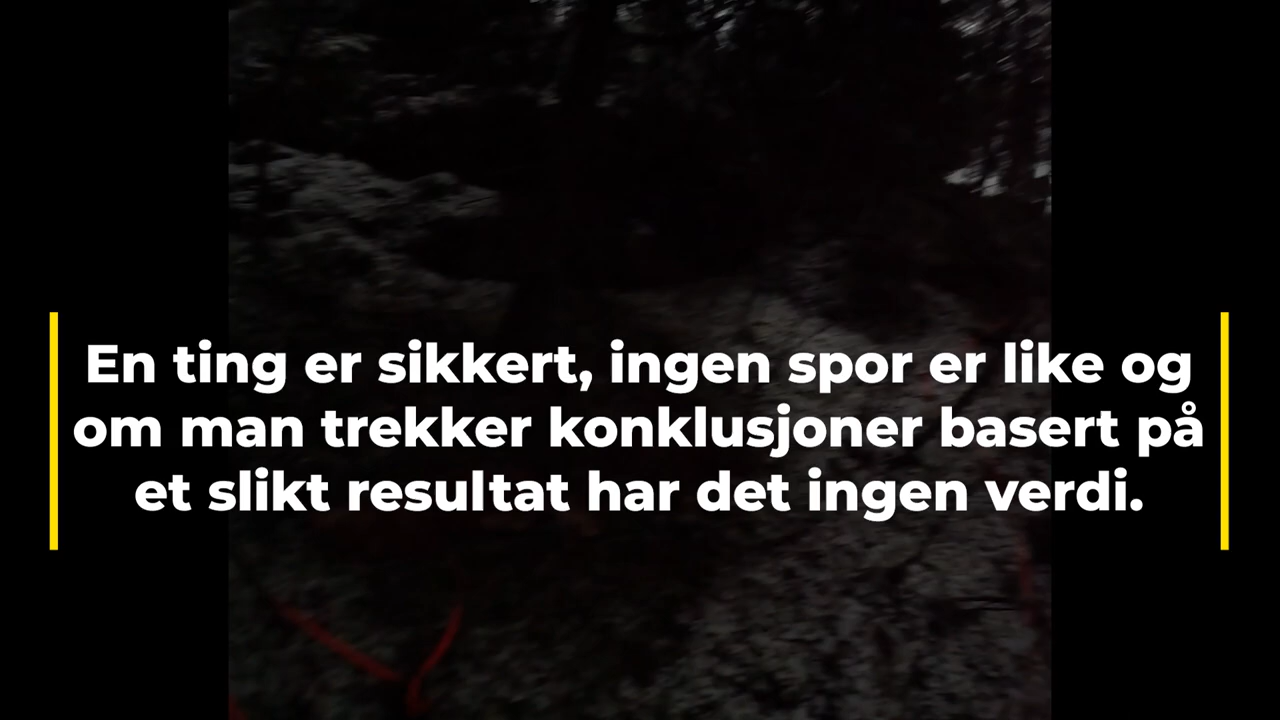 En ting er sikkert, ingen spor er like og
om man trekker konklusjoner basert på
et slikt resultat har det ingen verdi.